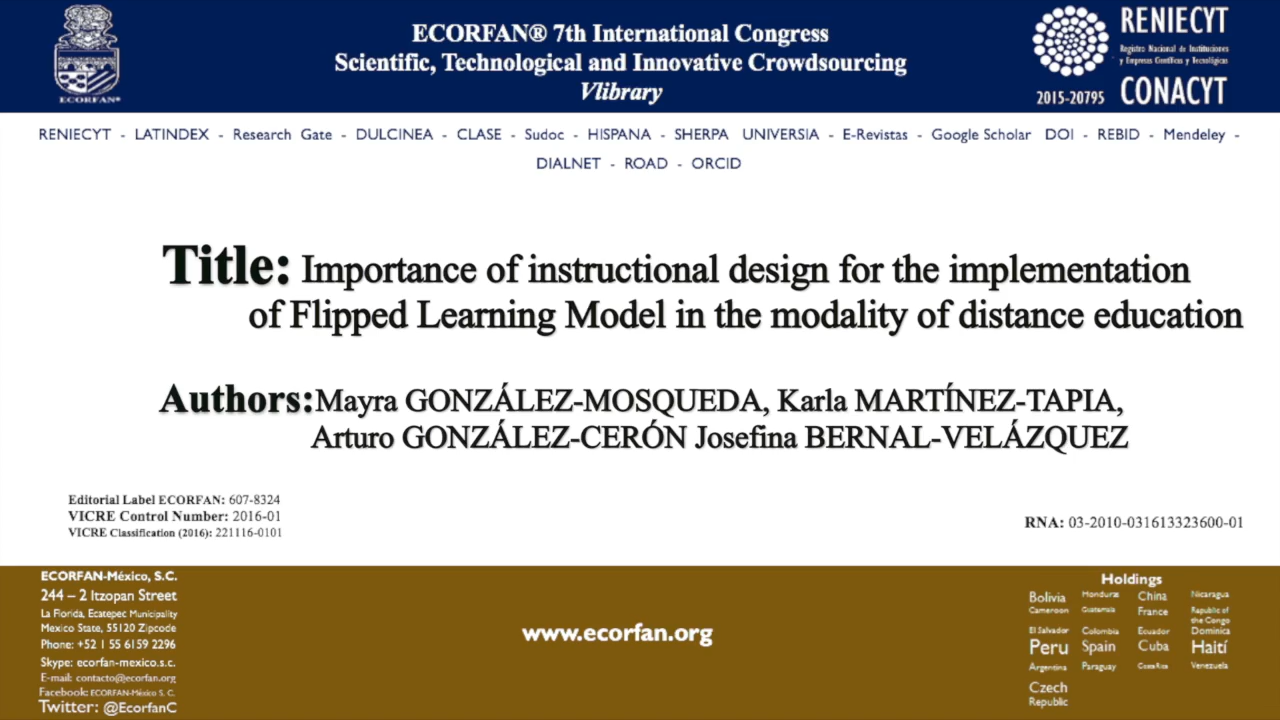 ECORFAN® 7th International Congress
Scientific, Technological and Innovative Crowdsourcing
Vlibrary
ECORFAN®
RENIECYT
Registro Nacional de Instituciones
y Empresas Científicas y Tecnológicas
2015-20795 CONACYT
RENIECYT - LATINDEX - Research Gate - DULCINEA - CLASE - Sudoc - HISPANA - SHERPA UNIVERSIA - E-Revistas - Google Scholar DOI - REBID - Mendeley -
DIALNET - ROAD - ORCID
Title: Importance of instructional design for the implementation
of Flipped Learning Model in the modality of distance education
Authors: Mayra GONZÁLEZ-MOSQUEDA, Karla MARTÍNEZ-TAPIA,
Arturo GONZÁLEZ-CERÓN Josefina BERNAL-VELÁZQUEZ
Editorial Label ECORFAN: 607-8324
VICRE Control Number: 2016-01
VICRE Classification (2016): 221116-0101
RNA: 03-2010-031613323600-01
ECORFAN-México, S.C.
244 – 2 Itzopan Street
La Florida, Ecatepec Municipality
Mexico State, 55120 Zipcode
Phone: +52 1 55 6159 2296
Skype: ecorfan-mexico.s.c.
E-mail: contacto@ecorfan.org
Facebook: ECORFAN-México S. C.
Twitter: @EcorfanC
www.ecorfan.org
Holdings
Bolivia Honduras China Nicaragua
Cameroon Guatemala France Republic of
the Congo
El Salvador Colombia Ecuador Dominica
Peru Spain Cuba Haití
Argentina Paraguay Costa Rica Venezuela
Czech
Republic